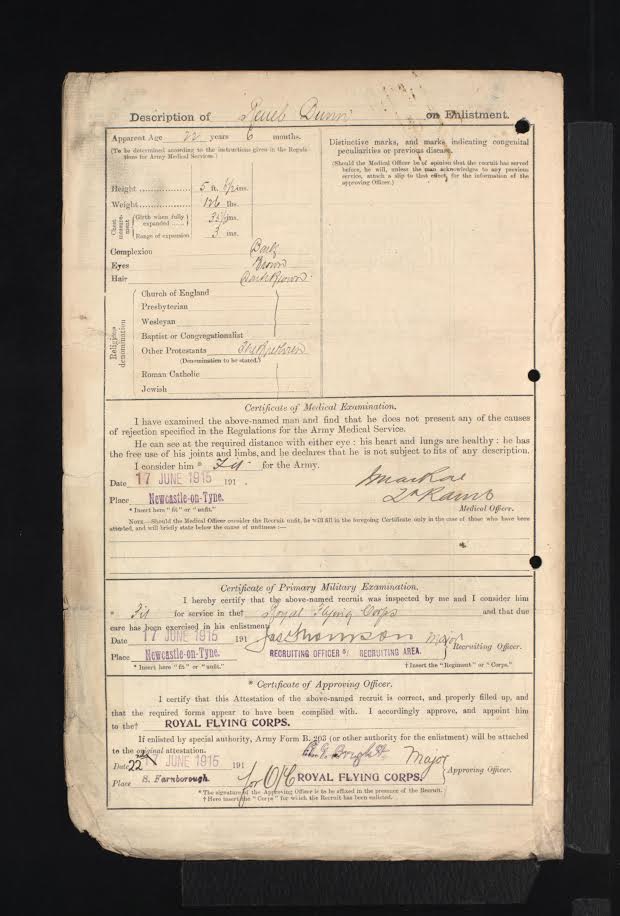 Description of Dunn on Enlistment.
Apparent Age 22 years 6 months.
(To be determined according to the instructions given in the Regulations for Army Medical Services.)
Height 5 ft. ins.
Weight 126 lbs.
Chest measurement
Girth when fully expanded ins.
Range of expansion 3 ins.
Complexion Dark
Eyes Brown
Hair Dark Brown
Religious denomination
Church of England
Presbyterian
Wesleyan
Baptist or Congregationalist
Other Protestants
(Denomination to be stated.)
Roman Catholic
Jewish
Distinctive marks, and marks indicating congenital
peculiarities or previous disease.
(Should the Medical Officer be of opinion that the recruit has served
before, he will, unless the man acknowledges to any previous
service, attach a slip to that effect, for the information of the
approving Officer.)
Certificate of Medical Examination.
I have examined the above-named man and find that he does not present any of the causes
of rejection specified in the Regulations for the Army Medical Service.
He can see at the required distance with either eye : his heart and lungs are healthy : he has
the free use of his joints and limbs, and he declares that he is not subject to fits of any description.
I consider him * Fit for the Army.
Date 17 JUNE 1915 191 .
Place Newcastle-on-Tyne.
Medical Officer.
* Insert here "fit" or "unfit."
NOTE.—Should the Medical Officer consider the Recruit unfit, he will fill in the foregoing Certificate only in the case of those who have been
attested, and will briefly state below the cause of unfitness :—
Certificate of Primary Military Examination.
I hereby certify that the above-named recruit was inspected by me and I consider him
* Fit for service in the† Royal Flying Corps and that due
care has been exercised in his enlistment.
Date 17 JUNE 1915 191 Jas Thomson Major
Recruiting Officer.
Place Newcastle-on-Tyne. RECRUITING OFFICER RECRUITING AREA.
* Insert here "fit" or "unfit." † Insert the "Regiment" or "Corps."
* Certificate of Approving Officer.
I certify that this Attestation of the above-named recruit is correct, and properly filled up, and
that the required forms appear to have been complied with. I accordingly approve, and appoint him
to the† ROYAL FLYING CORPS.
If enlisted by special authority, Army Form B. 203 (or other authority for the enlistment) will be attached
to the original attestation.
Date 22 17 JUNE 1915 191 Major
Approving Officer.
Place S. Farnborough. for O/C ROYAL FLYING CORPS.
* The signature of the Approving Officer is to be affixed in the presence of the Recruit.
† Here insert the "Corps" for which the Recruit has been enlisted.